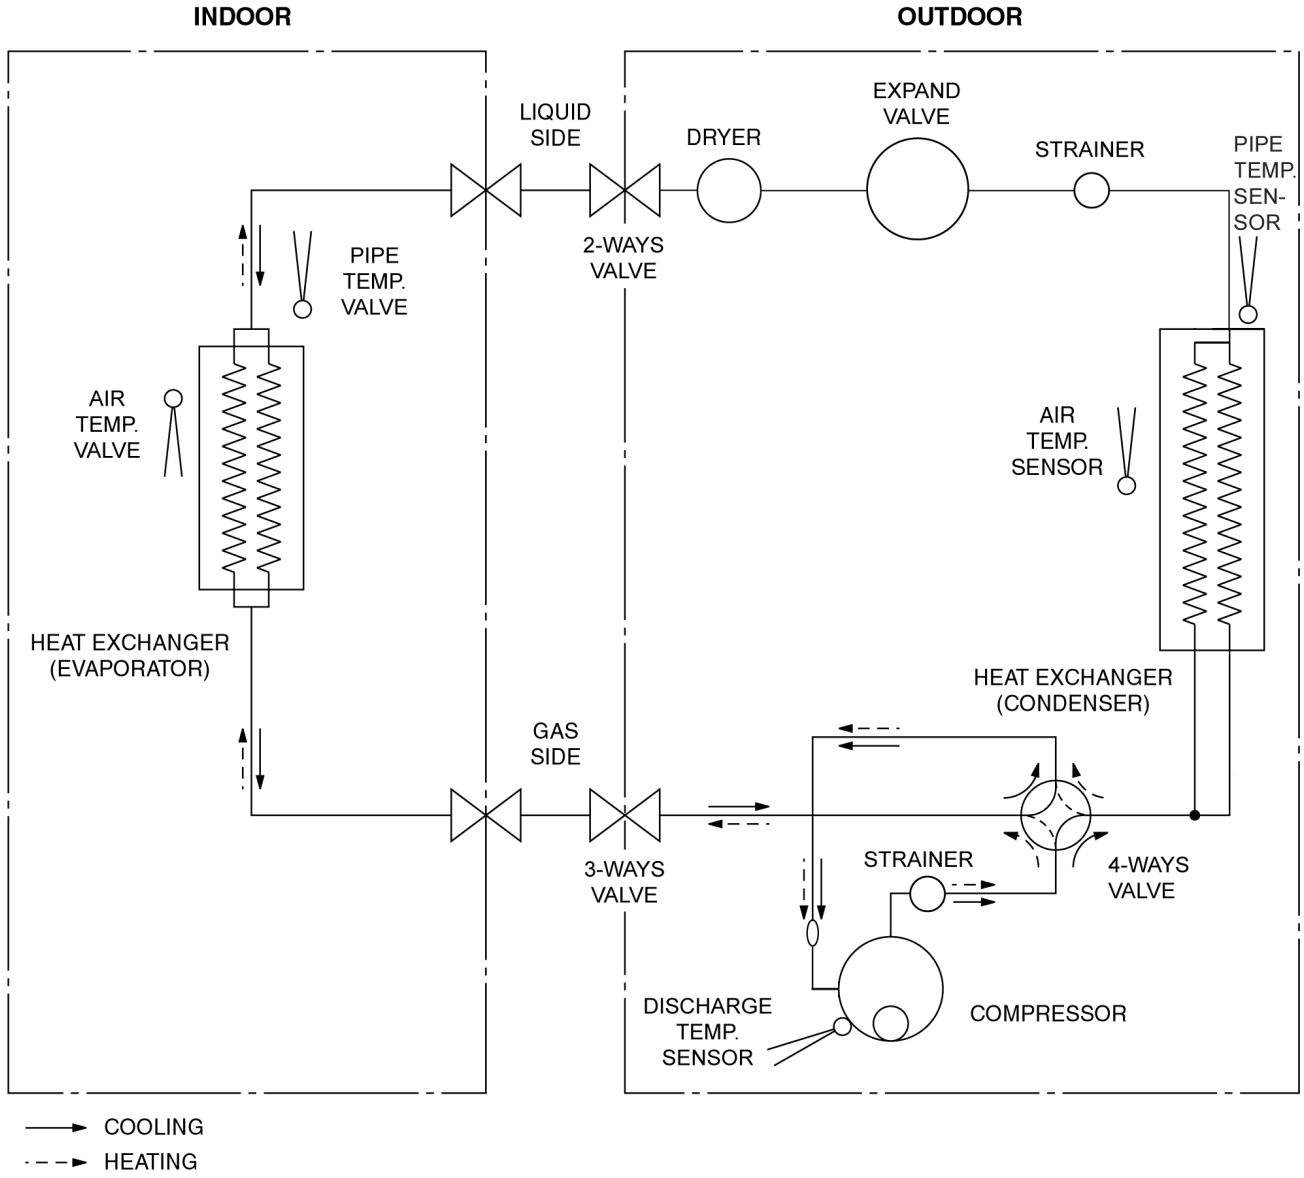 INDOOR
OUTDOOR
LIQUID
SIDE
EXPAND
VALVE
DRYER
STRAINER
PIPE
TEMP.
SEN-
SOR
2-WAYS
VALVE
PIPE
TEMP.
VALVE
AIR
TEMP.
VALVE
AIR
TEMP.
SENSOR
HEAT EXCHANGER
(EVAPORATOR)
HEAT EXCHANGER
(CONDENSER)
GAS
SIDE
3-WAYS
VALVE
STRAINER
4-WAYS
VALVE
DISCHARGE
TEMP.
SENSOR
COMPRESSOR
COOLING
HEATING